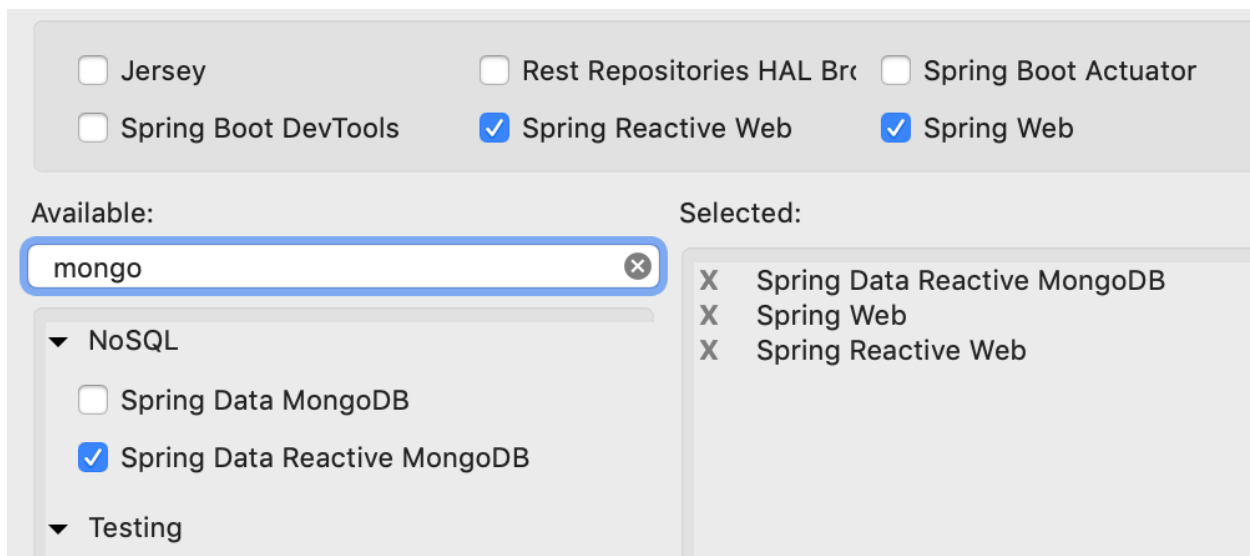 Jersey Rest Repositories HAL Bro Spring Boot Actuator
Spring Boot DevTools Spring Reactive Web Spring Web
Available:
mongo
NoSQL
Spring Data MongoDB
Spring Data Reactive MongoDB
Testing
Selected:
X Spring Data Reactive MongoDB
X Spring Web
X Spring Reactive Web